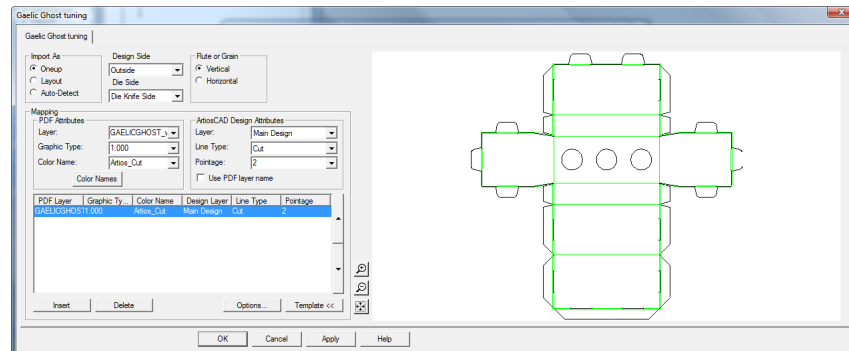 Gaelic Ghost tuning
Gaelic Ghost tuning
Import As
Oneup
Layout
Auto-Detect
Design Side
Outside
Die Side
Die Knife Side
Flute or Grain
Vertical
Horizontal
Mapping
PDF Attributes
Layer: GAELICGHOST_v
Graphic Type: 1.000
Color Name: Artios_Cut
Color Names
ArtiosCAD Design Attributes
Layer: Main Design
Line Type: Cut
Pointage: 2
Use PDF layer name
PDF Layer Graphic Ty... Color Name Design Layer Line Type Pointage
GAELICGHOST1.000 Artios_Cut Main Design Cut 2
Insert Delete Options... Template <<
OK Cancel Apply Help